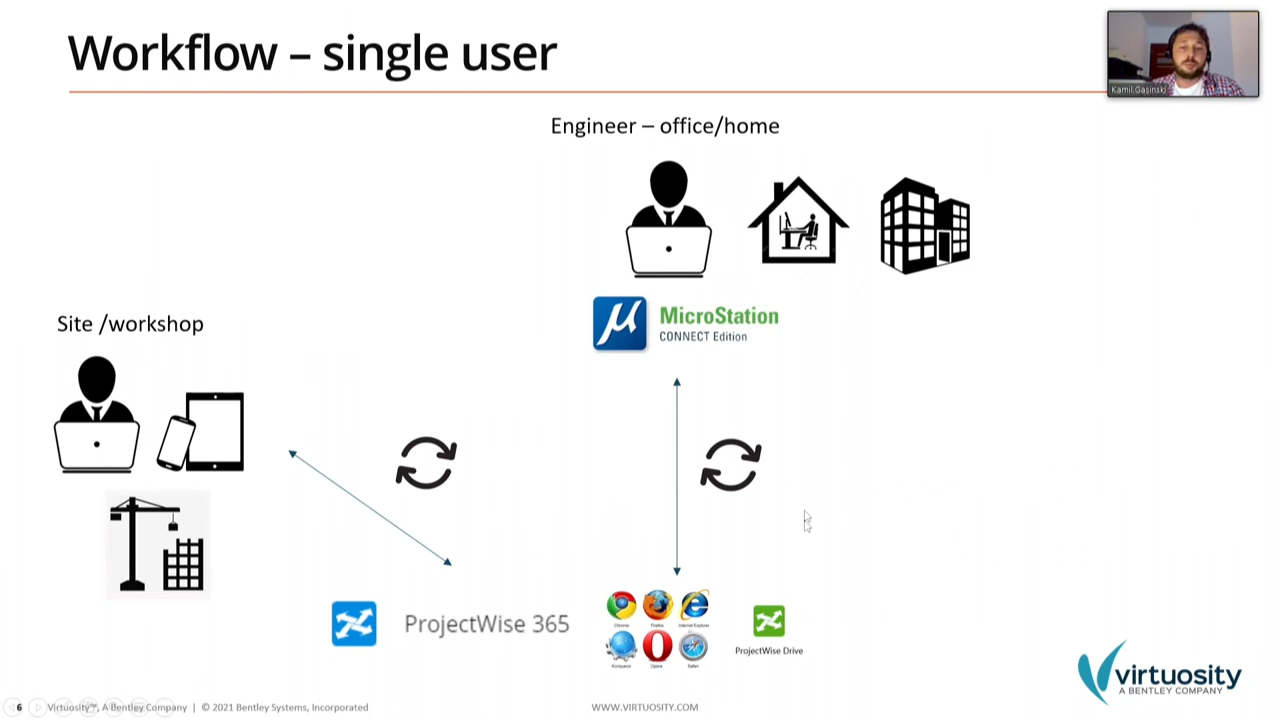 Workflow – single user
Kamil.Gasinski
Engineer – office/home
MicroStation
CONNECT Edition
Site /workshop
ProjectWise 365
Chrome
Firefox
Internet Explorer
Konqueror
Opera
Safari
ProjectWise Drive
virtuosity
A BENTLEY COMPANY
6
Virtuosity™, A Bentley Company | © 2021 Bentley Systems, Incorporated
WWW.VIRTUOSITY.COM